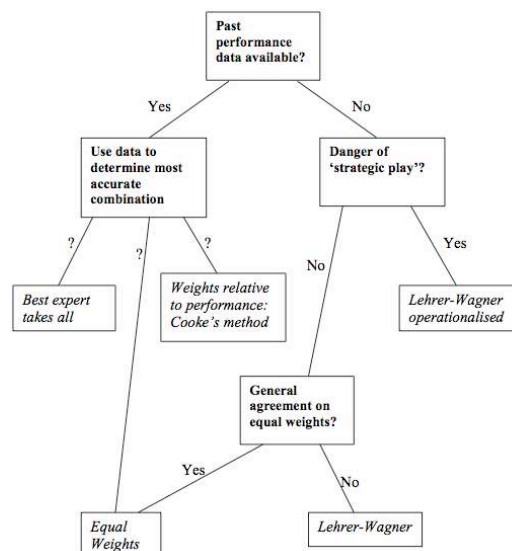 Past
performance
data available?
Yes
No
Use data to
determine most
accurate
combination
Danger of
‘strategic play’?
?
?
?
No
Yes
Best expert
takes all
Weights relative
to performance:
Cooke’s method
Lehrer-Wagner
operationalised
General
agreement on
equal weights?
Yes
No
Equal
Weights
Lehrer-Wagner